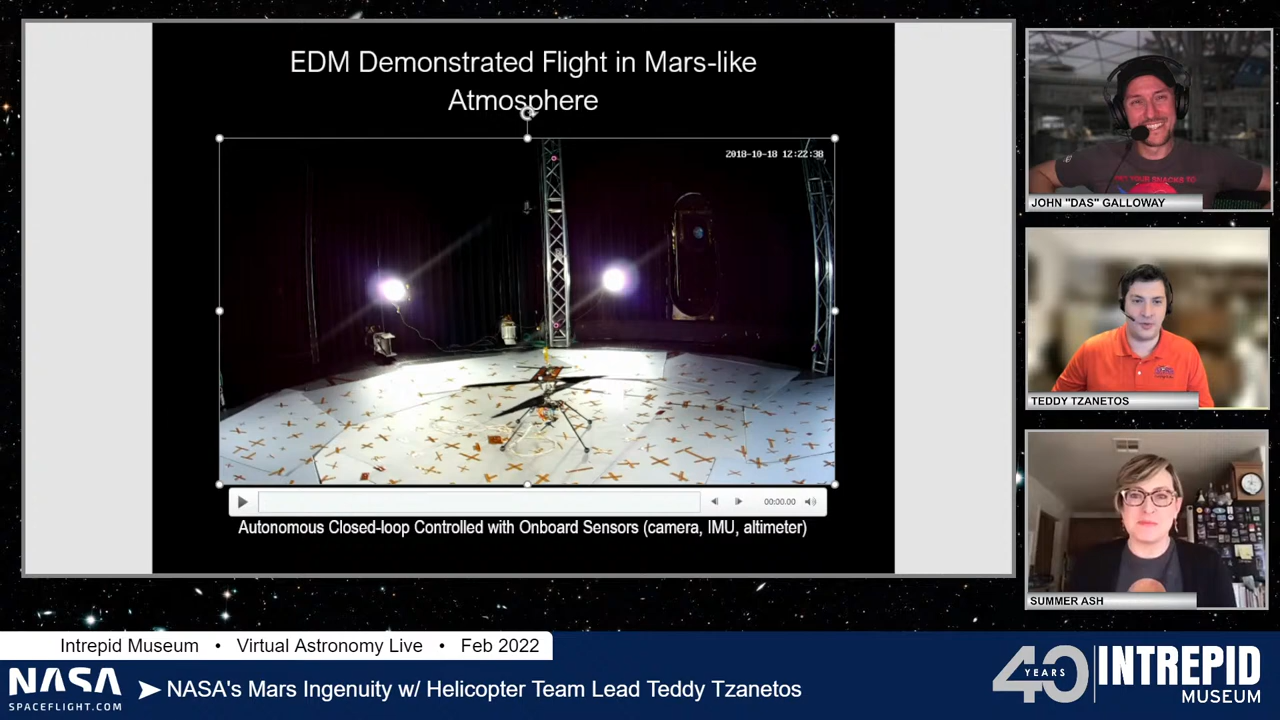 EDM Demonstrated Flight in Mars-like
Atmosphere
2018-10-18 12:22:38
00:00.00
Autonomous Closed-loop Controlled with Onboard Sensors (camera, IMU, altimeter)
JOHN "DAS" GALLOWAY
TEDDY TZANETOS
SUMMER ASH
Intrepid Museum • Virtual Astronomy Live • Feb 2022
NASA
SPACEFLIGHT.COM
NASA's Mars Ingenuity w/ Helicopter Team Lead Teddy Tzanetos
40
YEARS
INTREPID
MUSEUM